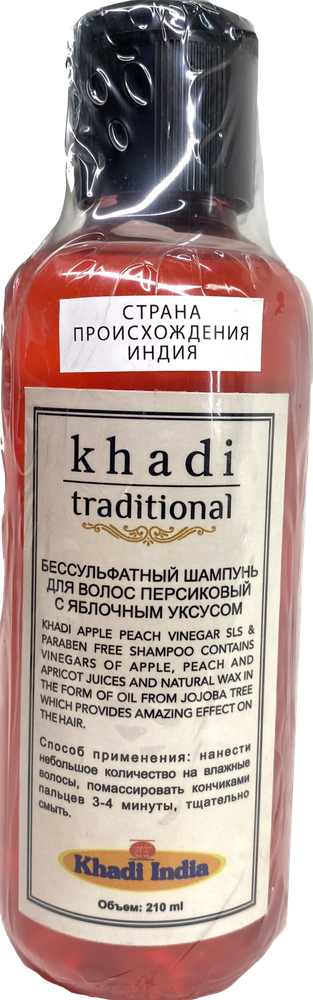 СТРАНА
ПРОИСХОЖДЕНИЯ
ИНДИЯ
khadi
traditional
БЕССУЛЬФАТНЫЙ ШАМПУНЬ
ДЛЯ ВОЛОС ПЕРСИКОВЫЙ
С ЯБЛОЧНЫМ УКСУСОМ
KHADI APPLE PEACH VINEGAR SLS &
PARABEN FREE SHAMPOO CONTAINS
VINEGARS OF APPLE, PEACH AND
APRICOT JUICES AND NATURAL WAX IN
THE FORM OF OIL FROM JOJOBA TREE
WHICH PROVIDES AMAZING EFFECT ON
THE HAIR.
Способ применения: нанести
небольшое количество на влажные
волосы, помассировать кончиками
пальцев 3-4 минуты, тщательно
смыть.
Khadi India
Объем: 210 ml